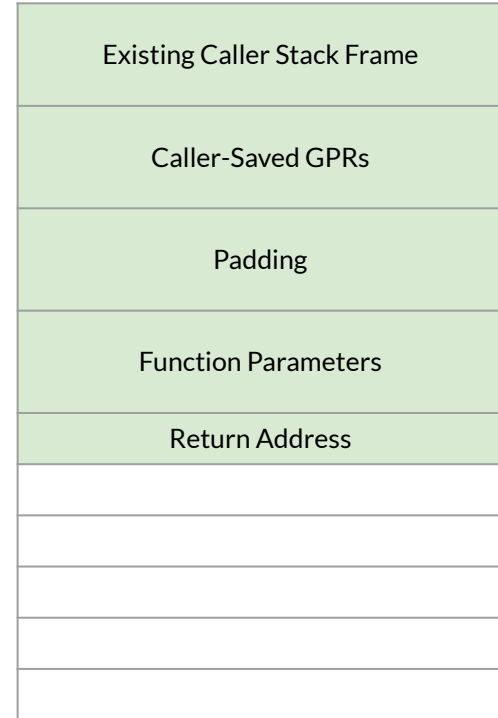 Existing Caller Stack Frame
Caller-Saved GPRs
Padding
Function Parameters
Return Address